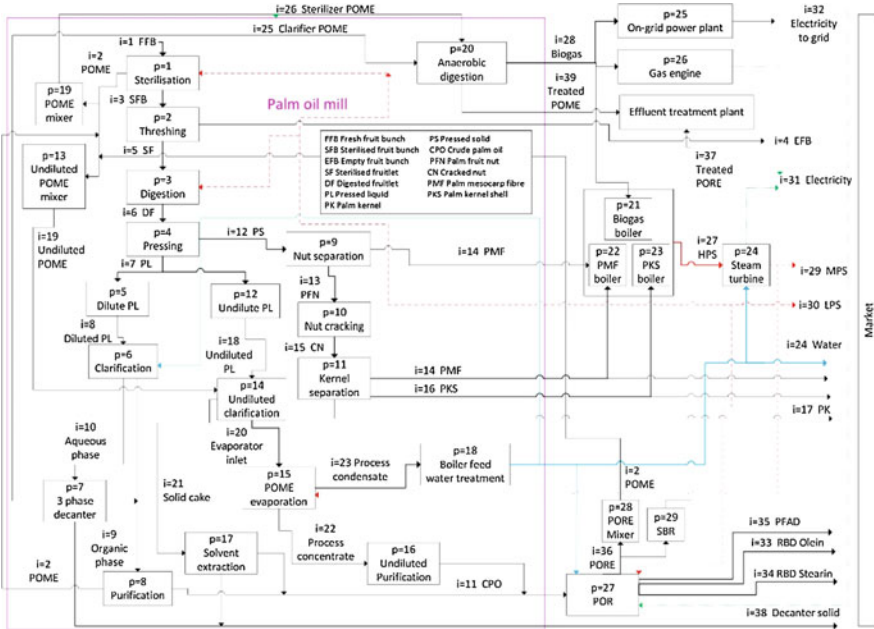 i=26 Sterilizer POME
i=25 Clarifier POME
i=2
POME
i=1 FFB
p=1
Sterilisation
p=19
POME
mixer
i=3 SFB
p=2
Threshing
Palm oil mill
p=20
Anaerobic
digestion
i=28
Biogas
i=39
Treated
POME
p=25
On-grid power plant
i=32
Electricity
to grid
p=26
Gas engine
Effluent treatment plant
i=4 EFB
i=37
Treated
PORE
i=5 SF
p=13
Undiluted
POME
mixer
p=3
Digestion
FFB Fresh fruit bunch
SFB Sterilised fruit bunch
EFB Empty fruit bunch
SF Sterilised fruitlet
DF Digested fruitlet
PL Pressed liquid
PK Palm kernel
PS Pressed solid
CPO Crude palm oil
PFN Palm fruit nut
CN Cracked nut
PMF Palm mesocarp fibre
PKS Palm kernel shell
i=31 Electricity
i=6 DF
p=4
Pressing
i=19
Undiluted
POME
i=12 PS
p=9
Nut separation
i=14 PMF
p=21
Biogas
boiler
p=22
PMF
boiler
p=23
PKS
boiler
i=27
HPS
p=24
Steam
turbine
i=29 MPS
i=30 LPS
Market
i=7 PL
p=5
Dilute PL
p=12
Undilute PL
i=13
PFN
p=10
Nut cracking
i=8
Diluted PL
p=6
Clarification
i=18
Undiluted
PL
i=15 CN
p=11
Kernel
separation
i=24 Water
i=14 PMF
i=16 PKS
i=17 PK
p=14
Undiluted
clarification
i=10
Aqueous
phase
i=20
Evaporator
inlet
i=21
Solid cake
p=15
POME
evaporation
i=23 Process
condensate
p=18
Boiler feed
water treatment
p=7
3 phase
decanter
i=9
Organic
phase
i=2
POME
p=28
PORE
Mixer
p=29
SBR
i=22
Process
concentrate
p=17
Solvent
extraction
p=16
Undiluted
Purification
i=36
PORE
i=35 PFAD
i=33 RBD Olein
i=34 RBD Stearin
i=2
POME
p=8
Purification
i=11 CPO
p=27
POR
i=38 Decanter solid